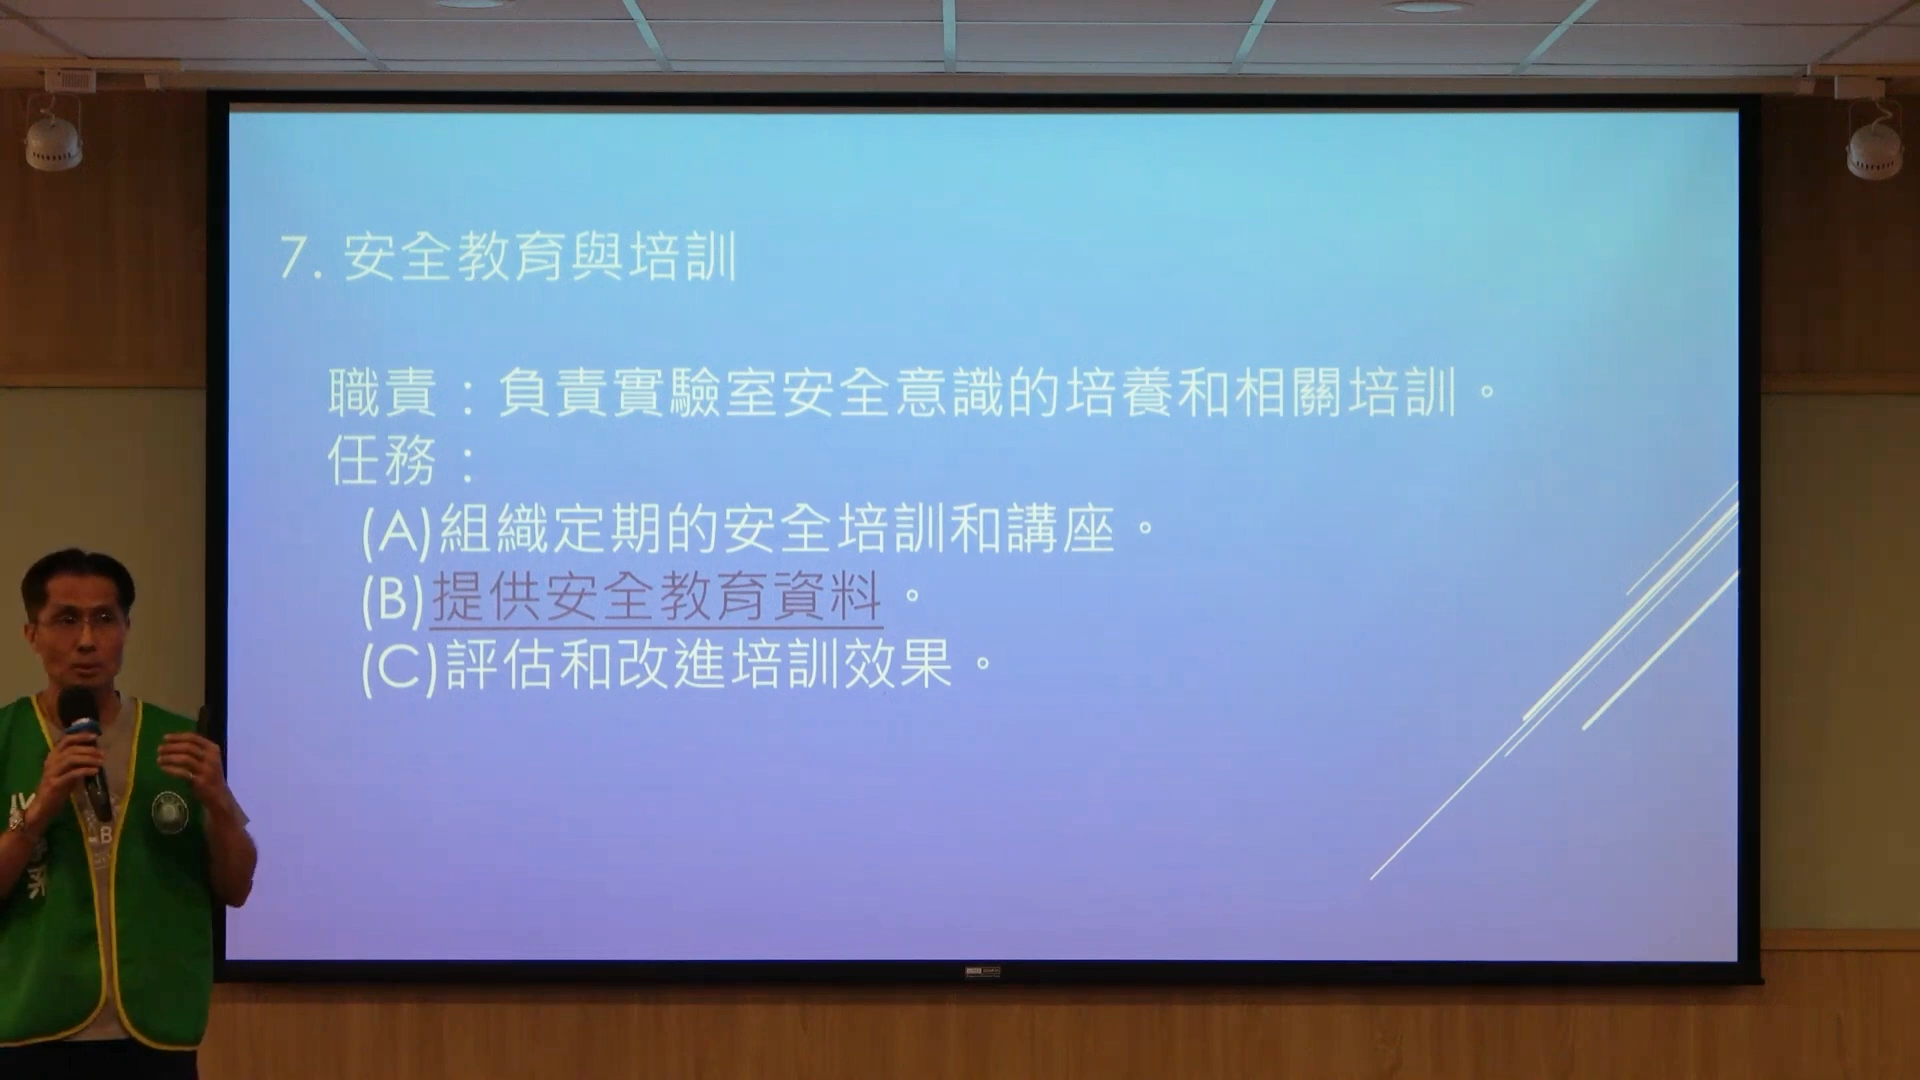 7. 安全教育與培訓
職責：負責實驗室安全意識的培養和相關培訓。
任務：
(A)組織定期的安全培訓和講座。
(B)提供安全教育資料。
(C)評估和改進培訓效果。